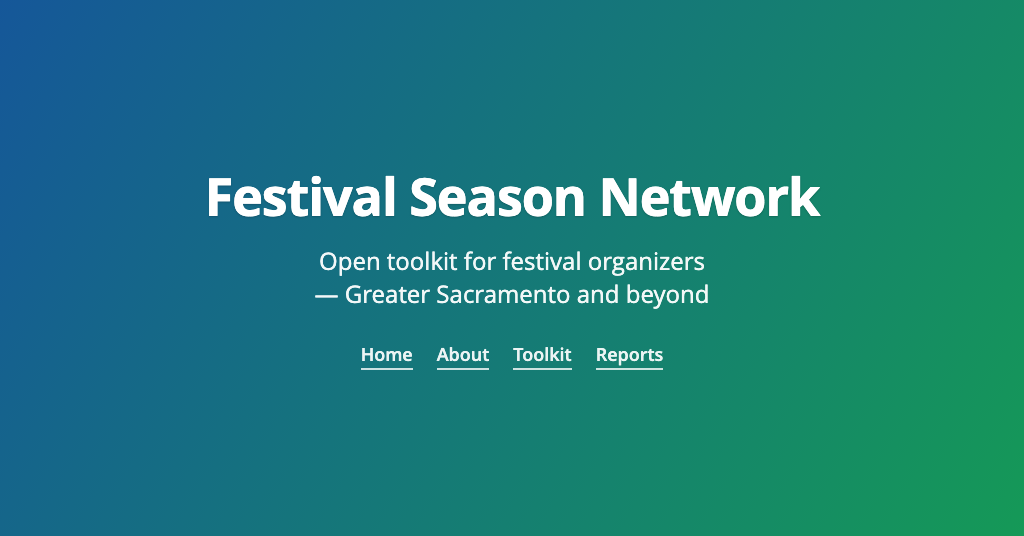 Festival Season Network
Open toolkit for festival organizers
— Greater Sacramento and beyond
Home About Toolkit Reports